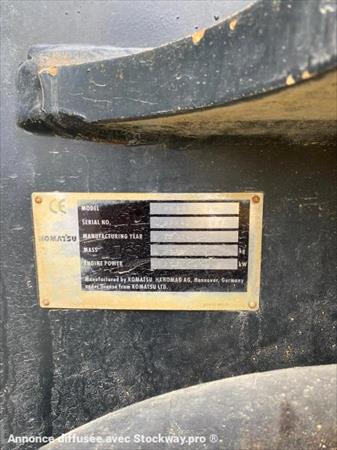 CE
KOMATSU
MODEL
SERIAL NO.
MANUFACTURING YEAR
MASS kg
ENGINE POWER kW
Manufactured by KOMATSU HANOMAG AG, Hannover, Germany
under license from KOMATSU LTD.
Annonce diffusée avec Stockway.pro ®